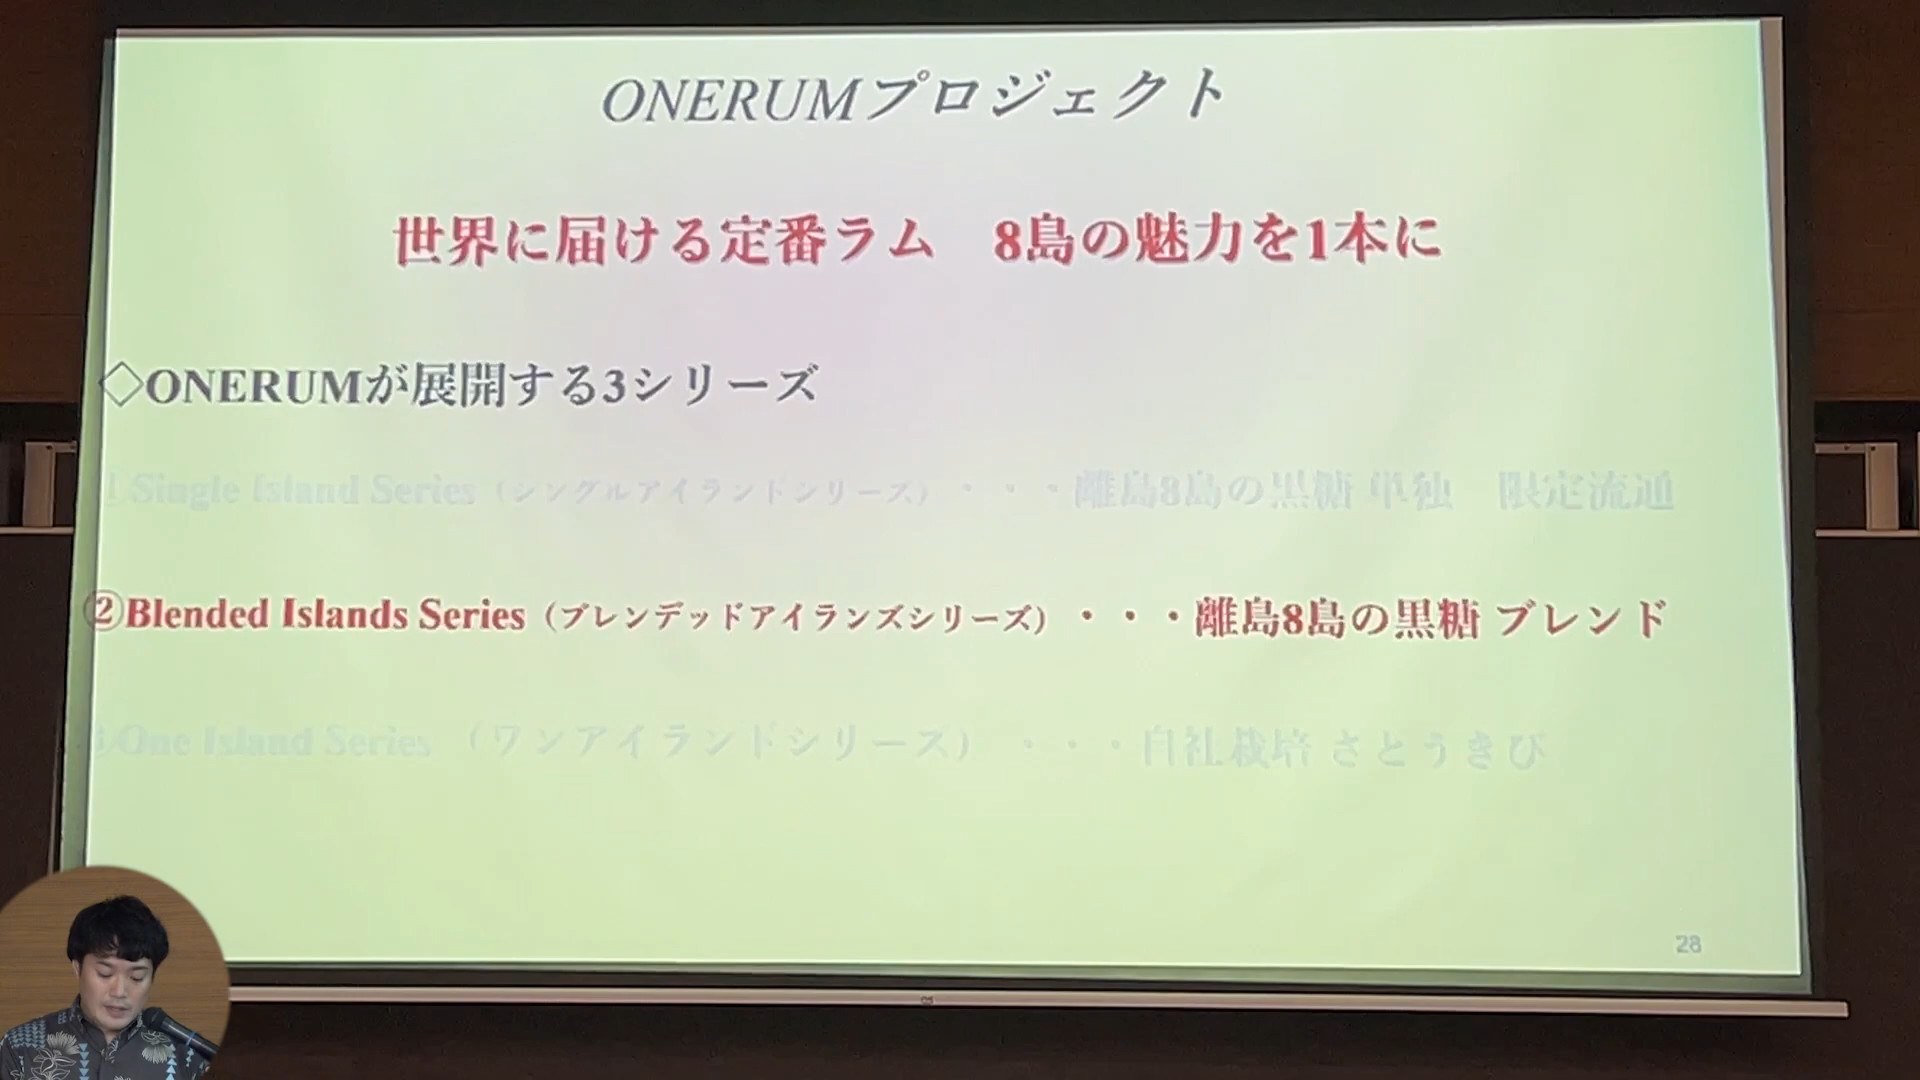 ONERUMプロジェクト
世界に届ける定番ラム　8島の魅力を1本に
◇ONERUMが展開する3シリーズ
① Single Island Series（シングルアイランドシリーズ）・・・離島8島の黒糖 単独　限定流通
②Blended Islands Series（ブレンデッドアイランズシリーズ）・・・離島8島の黒糖 ブレンド
③One Island Series （ワンアイランドシリーズ）・・・自社栽培 さとうきび
28